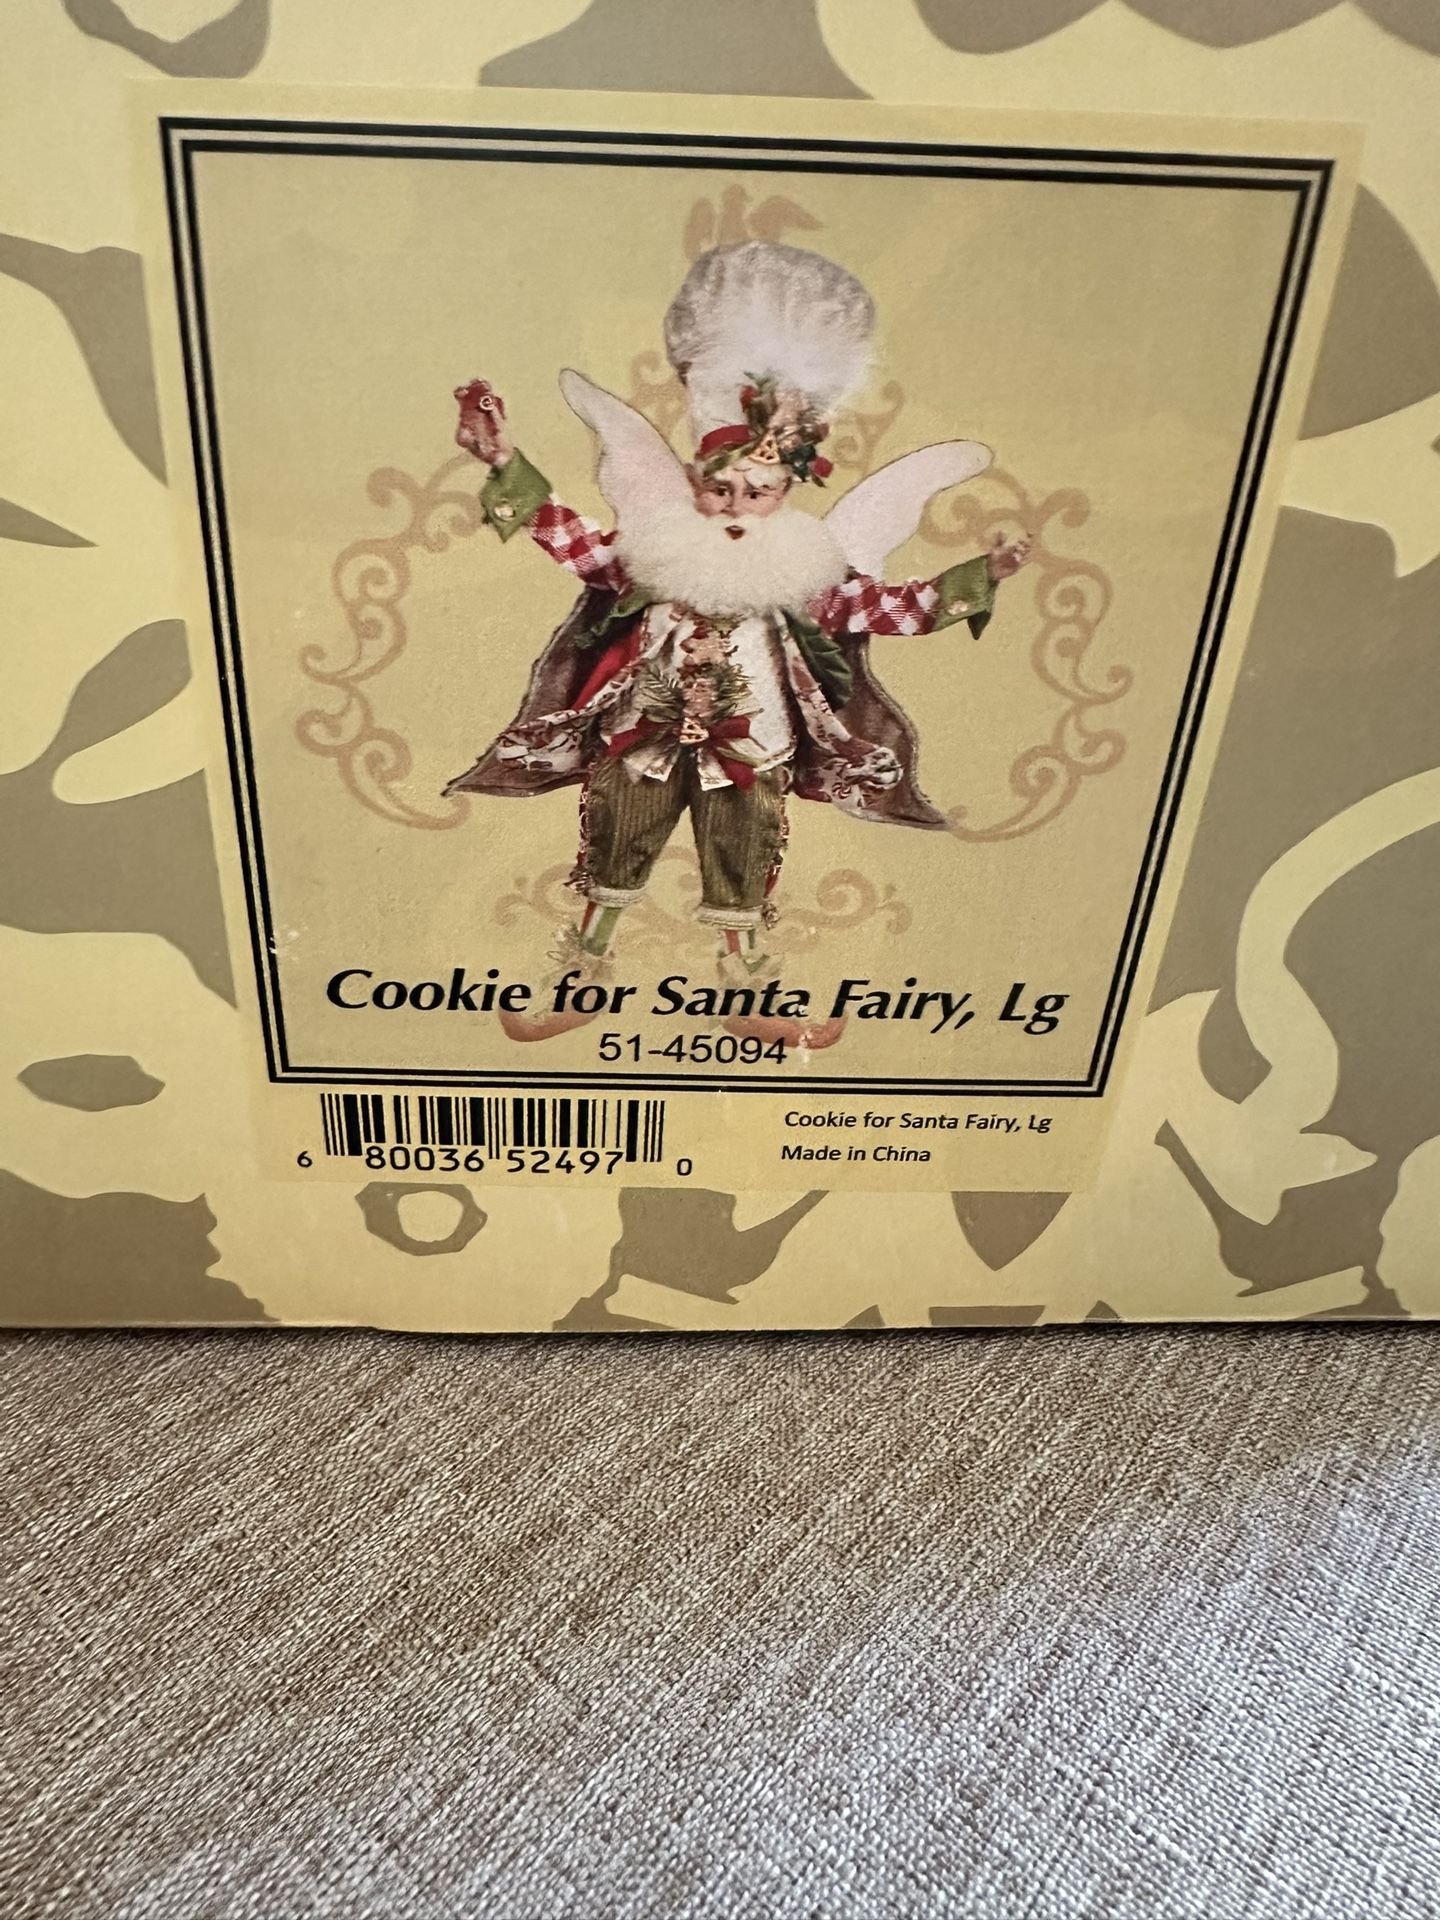 Cookie for Santa Fairy, Lg
51-45094
6 80036 52497 0
Cookie for Santa Fairy, Lg
Made in China